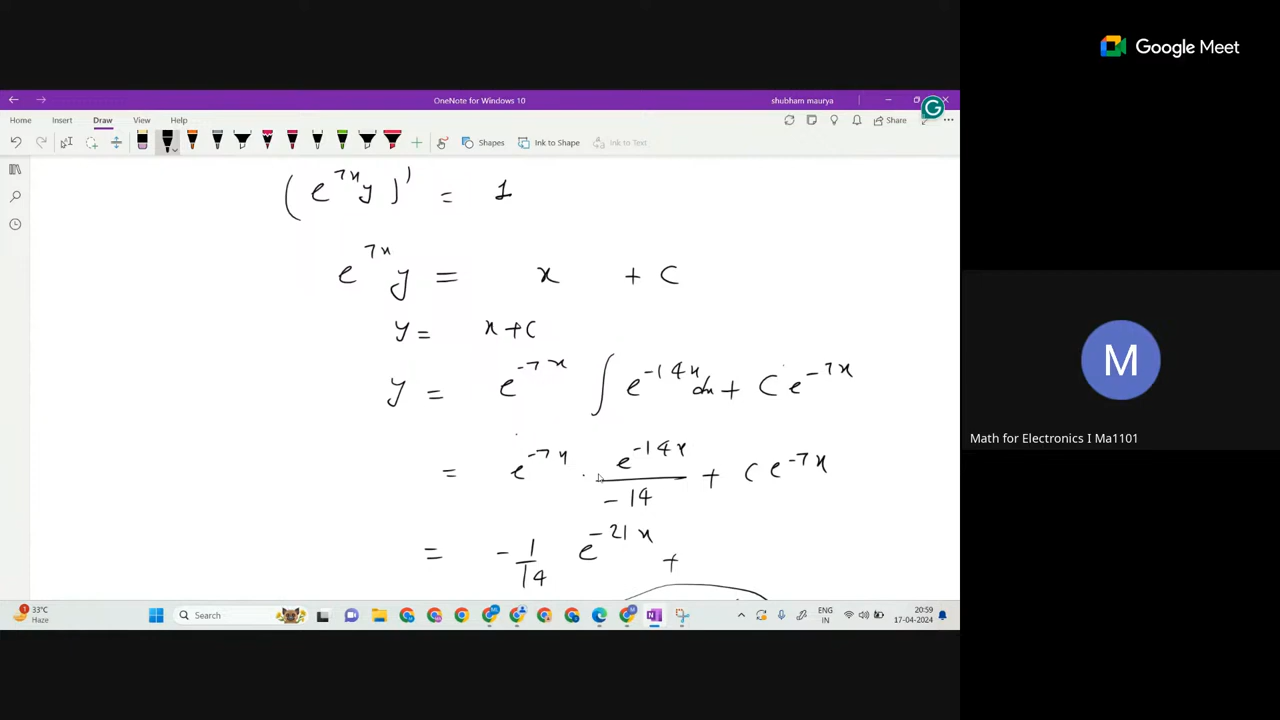 Google Meet
OneNote for Windows 10
shubham maurya
Home Insert Draw View Help
Share
Shapes Ink to Shape Ink to Text
(e^{7x}y)' = 1
e^{7x}y = x + C
y = x+C
y = e^{-7x} ∫ e^{-14x}dx + C e^{-7x}
= e^{-7x} · e^{-14x}/-14 + C e^{-7x}
= -1/14 e^{-21x} +
M
Math for Electronics I Ma1101
1 33°C
Haze
Search
ENG
IN
20:59
17-04-2024